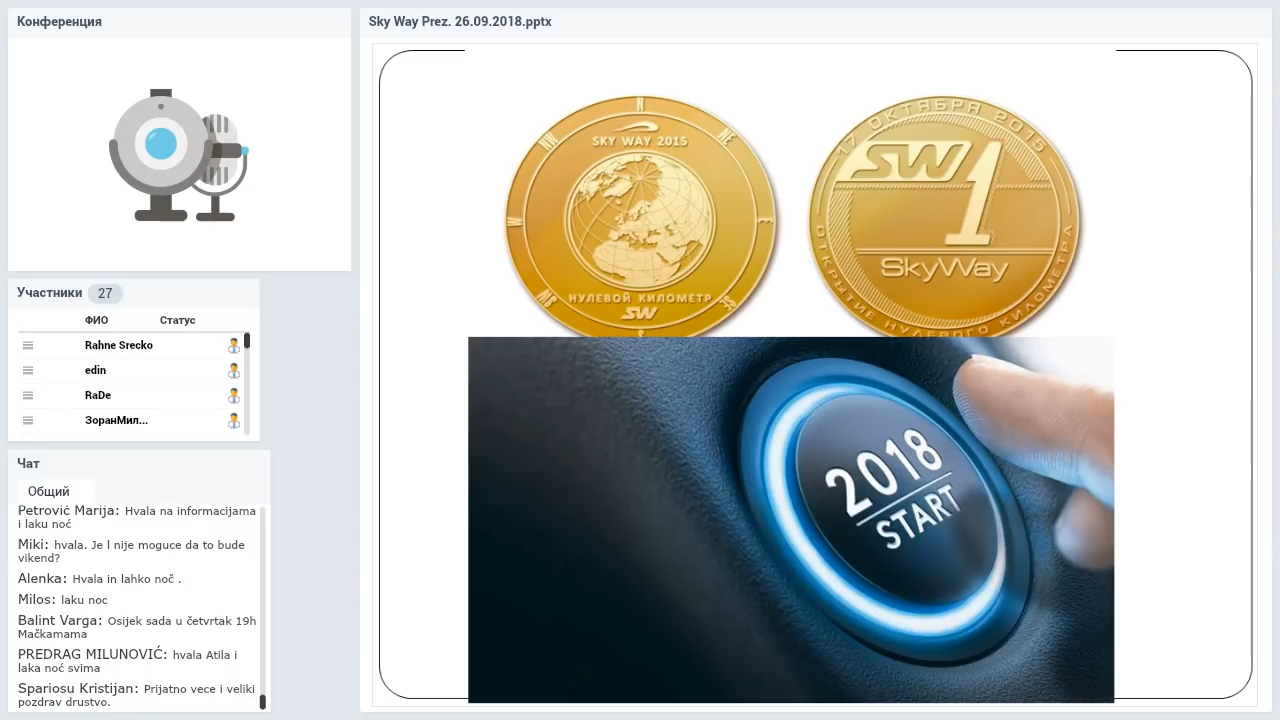 Конференция
Участники 27
ФИО Статус
Rahne Srecko
edin
RaDe
ЗоранМил...
Чат
Общий
Petrović Marija: Hvala na informacijama
i laku noć
Miki: hvala. Je l nije moguce da to bude
vikend?
Alenka: Hvala in lahko noč .
Milos: laku noc
Balint Varga: Osijek sada u četvrtak 19h
Mačkamama
PREDRAG MILUNOVIĆ: hvala Atila i
laka noć svima
Spariosu Kristijan: Prijatno vece i veliki
pozdrav drustvo.
Sky Way Prez. 26.09.2018.pptx
N
NE
E
W
SKY WAY 2015
НУЛЕВОЙ КИЛОМЕТР
SW
17 ОКТЯБРЯ 2015
SW 1
SkyWay
ОТКРЫТИЕ НУЛЕВОГО КИЛОМЕТРА
2018
START